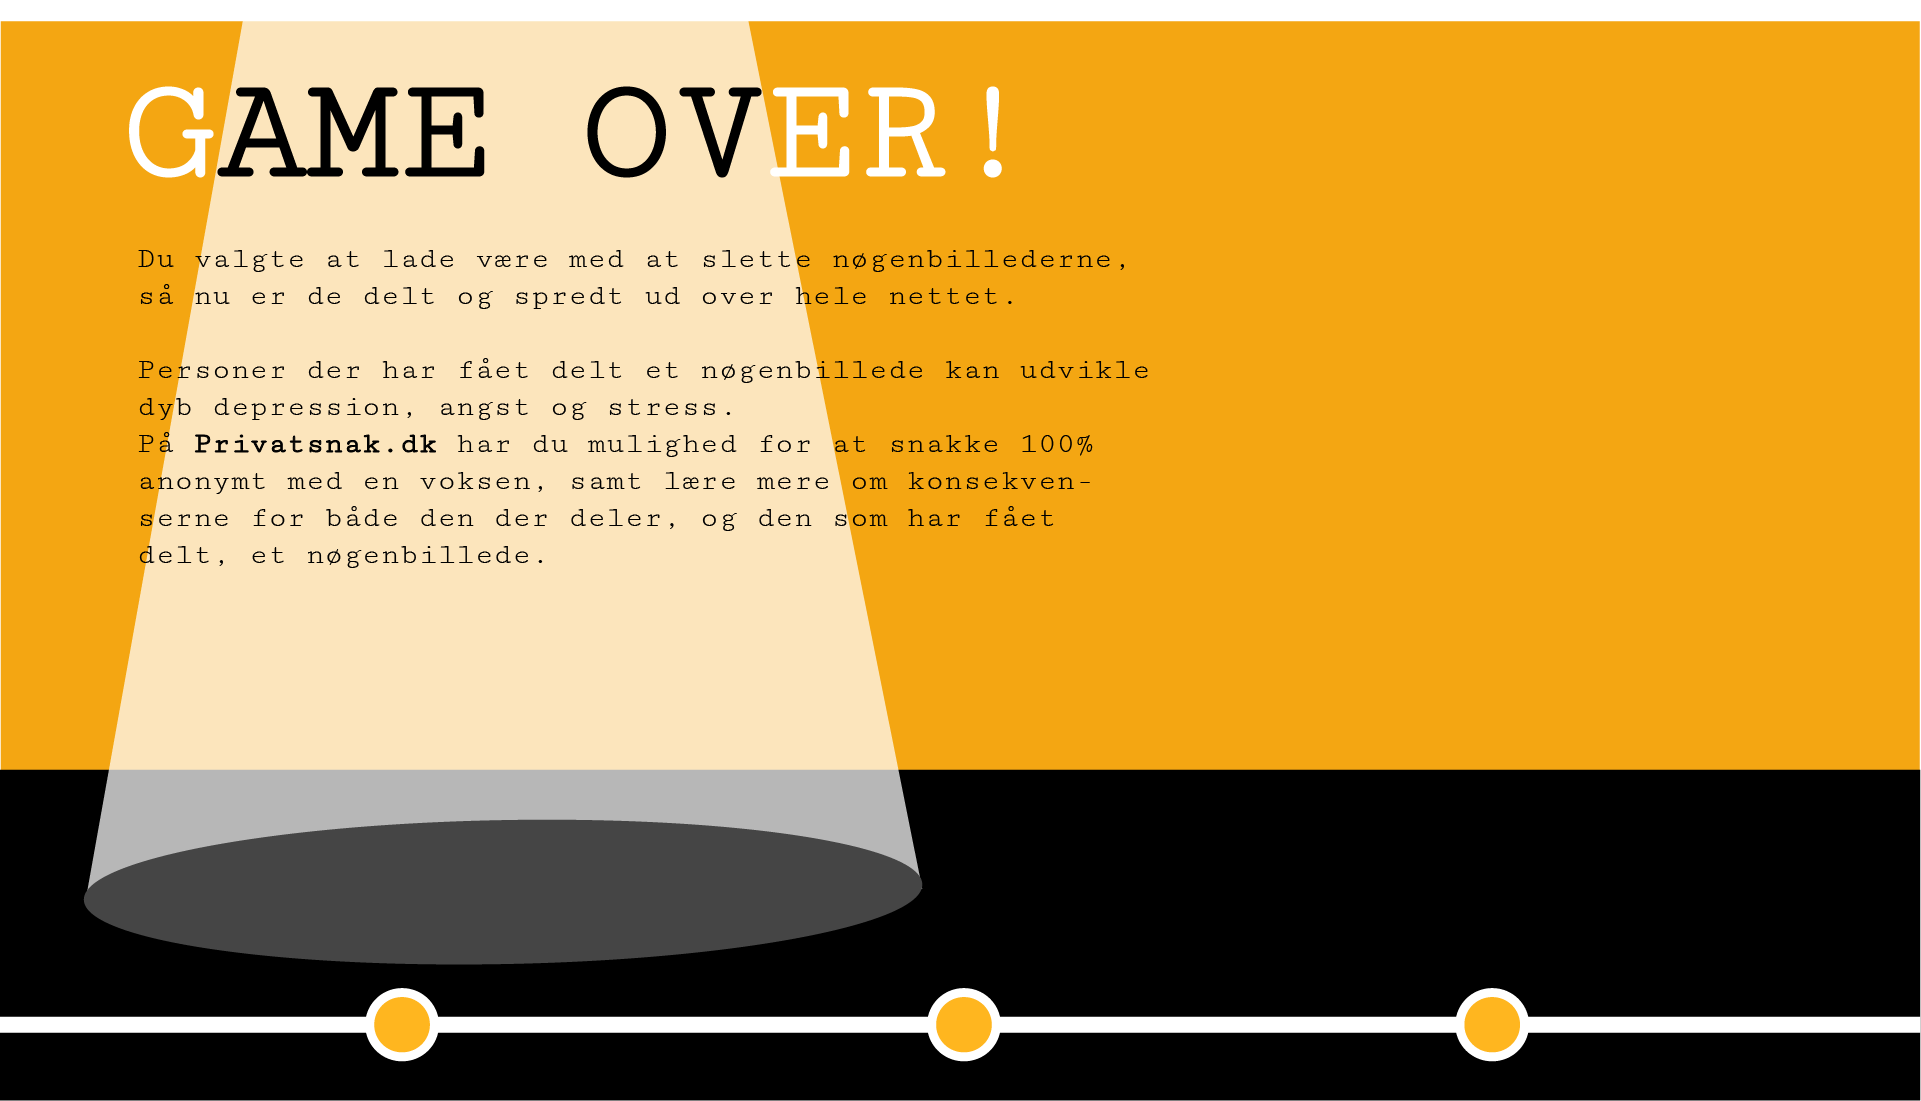 GAME OVER!
Du valgte at lade være med at slette nøgenbillederne,
så nu er de delt og spredt ud over hele nettet.
Personer der har fået delt et nøgenbillede kan udvikle
dyb depression, angst og stress.
På Privatsnak.dk har du mulighed for at snakke 100%
anonymt med en voksen, samt lære mere om konsekven-
serne for både den der deler, og den som har fået
delt, et nøgenbillede.